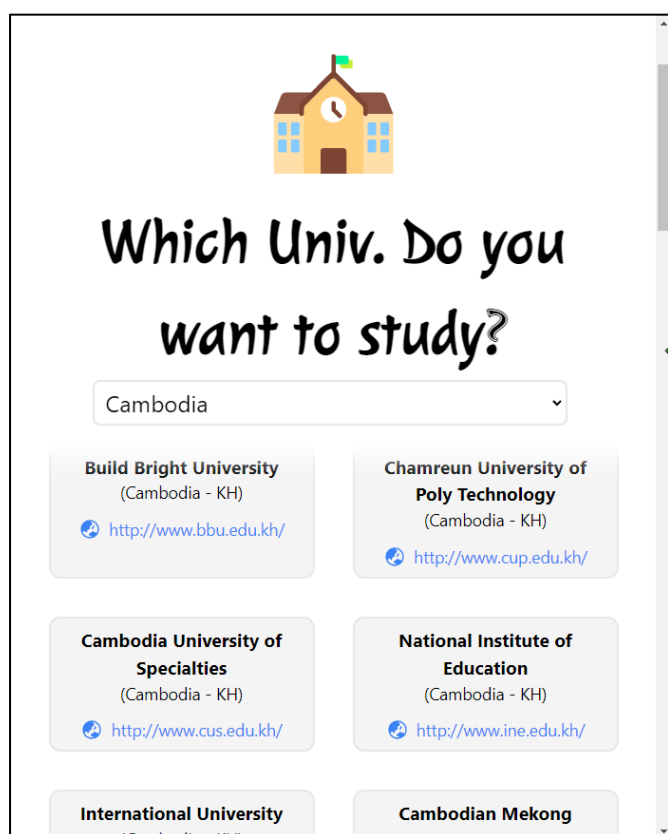 Which Univ. Do you
want to study?
Cambodia
Build Bright University
(Cambodia - KH)
http://www.bbu.edu.kh/
Chamreun University of
Poly Technology
(Cambodia - KH)
http://www.cup.edu.kh/
Cambodia University of
Specialties
(Cambodia - KH)
http://www.cus.edu.kh/
National Institute of
Education
(Cambodia - KH)
http://www.ine.edu.kh/
International University
Cambodian Mekong